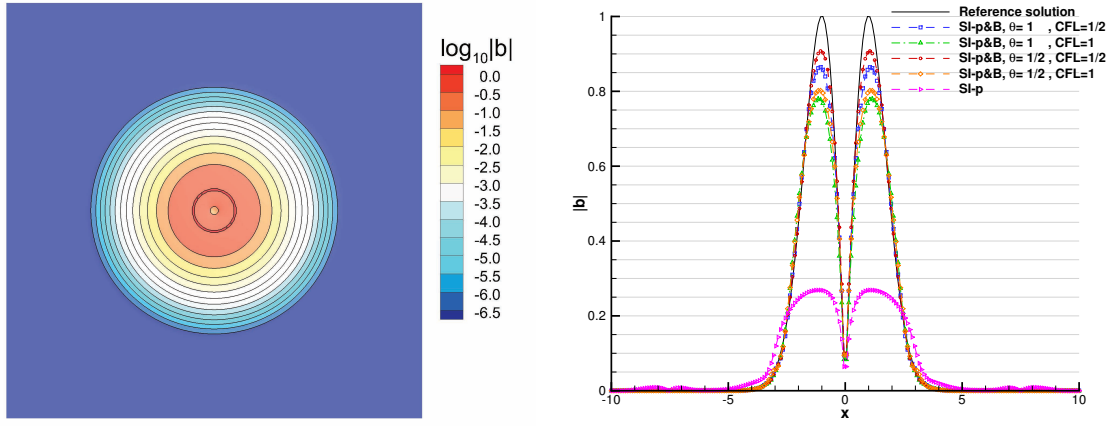 log10|b|
0.0
-0.5
-1.0
-1.5
-2.0
-2.5
-3.0
-3.5
-4.0
-4.5
-5.0
-5.5
-6.0
-6.5
Reference solution
SI-p&B, θ= 1 , CFL=1/2
SI-p&B, θ= 1 , CFL=1
SI-p&B, θ= 1/2 , CFL=1/2
SI-p&B, θ= 1/2 , CFL=1
SI-p
1
0.8
0.6
|b|
0.4
0.2
0
-10 -5 0 5 10
x